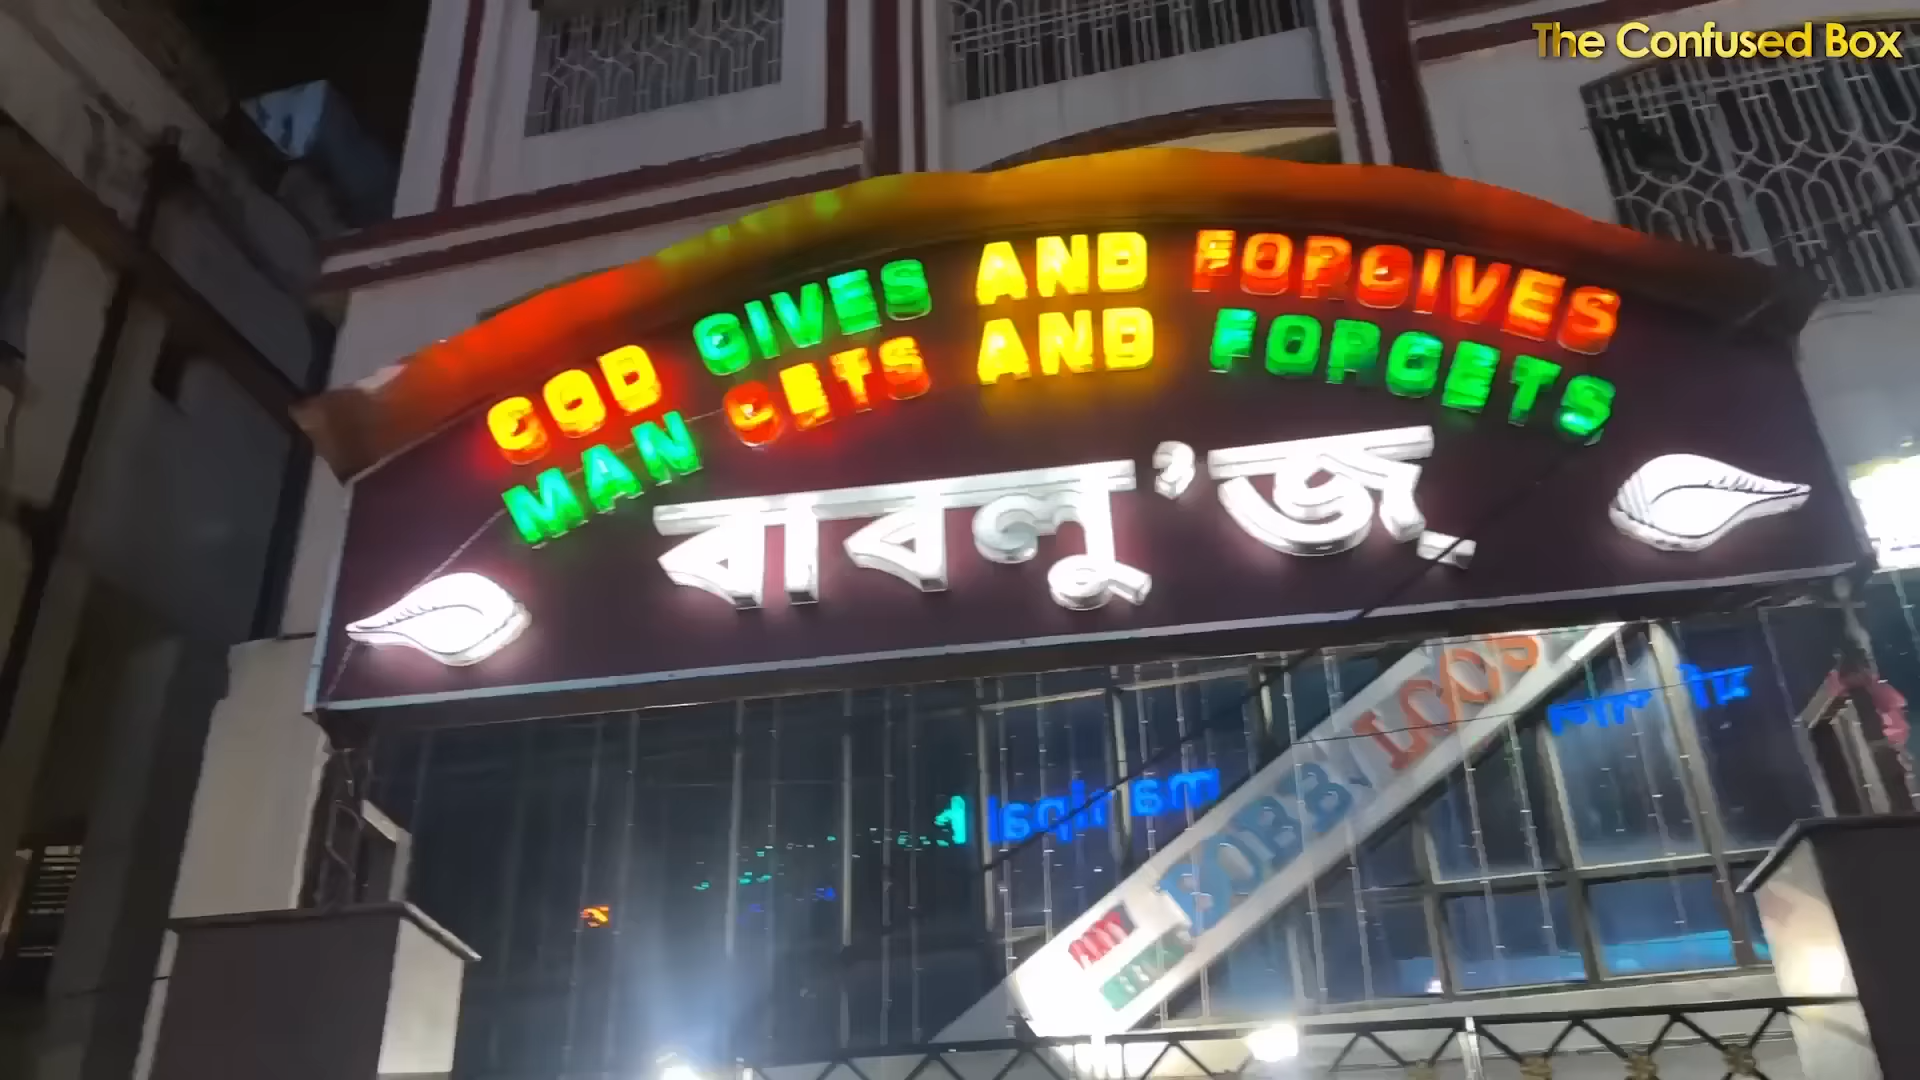 The Confused Box
GOD GIVES AND FORGIVES
MAN GETS AND FORGETS
বাবলু'জ